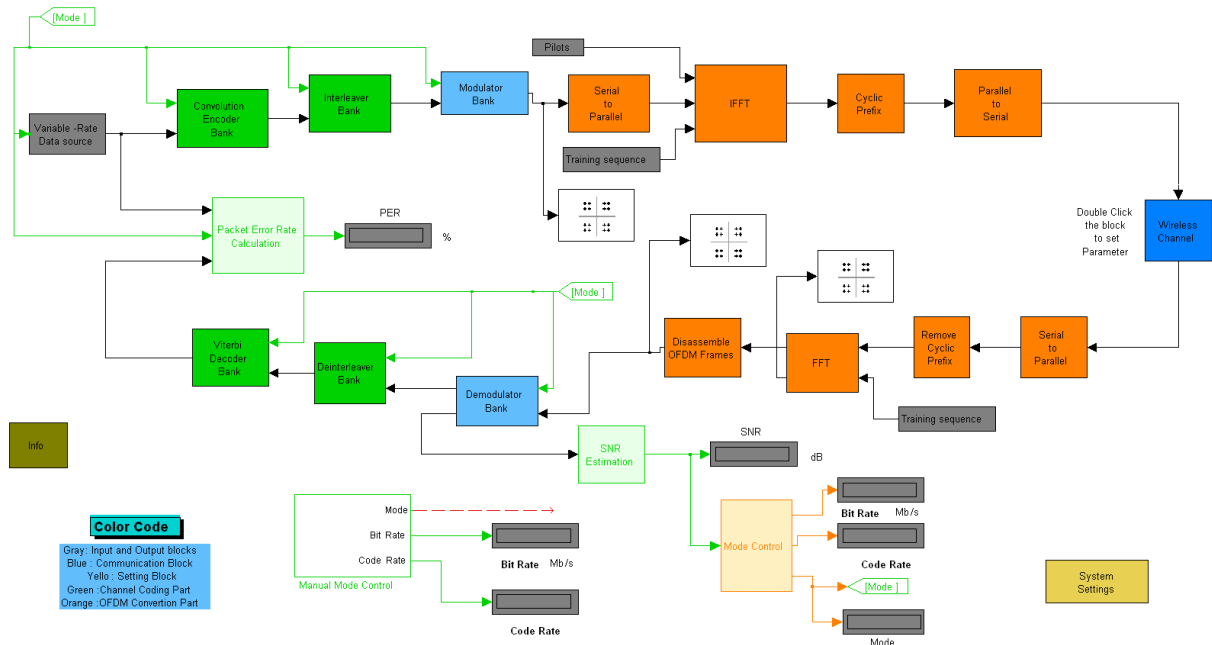 [Mode ]
Pilots
Variable -Rate
Data source
Convolution
Encoder
Bank
Interleaver
Bank
Modulator
Bank
Serial
to
Parallel
IFFT
Cyclic
Prefix
Parallel
to
Serial
Training sequence
Packet Error Rate
Calculation
PER
%
Double Click
the block
to set
Parameter
Wireless
Channel
[Mode ]
Viterbi
Decoder
Bank
Deinterleaver
Bank
Demodulator
Bank
Disassemble
OFDM Frames
FFT
Remove
Cyclic
Prefix
Serial
to
Parallel
Training sequence
Info
SNR
Estimation
SNR
dB
Color Code
Gray: Input and Output blocks
Blue : Communication Block
Yello : Setting Block
Green :Channel Coding Part
Orange :OFDM Convertion Part
Mode
Bit Rate
Code Rate
Manual Mode Control
Bit Rate Mb/s
Code Rate
Mode Control
Bit Rate Mb/s
Code Rate
[Mode ]
Mode
System
Settings